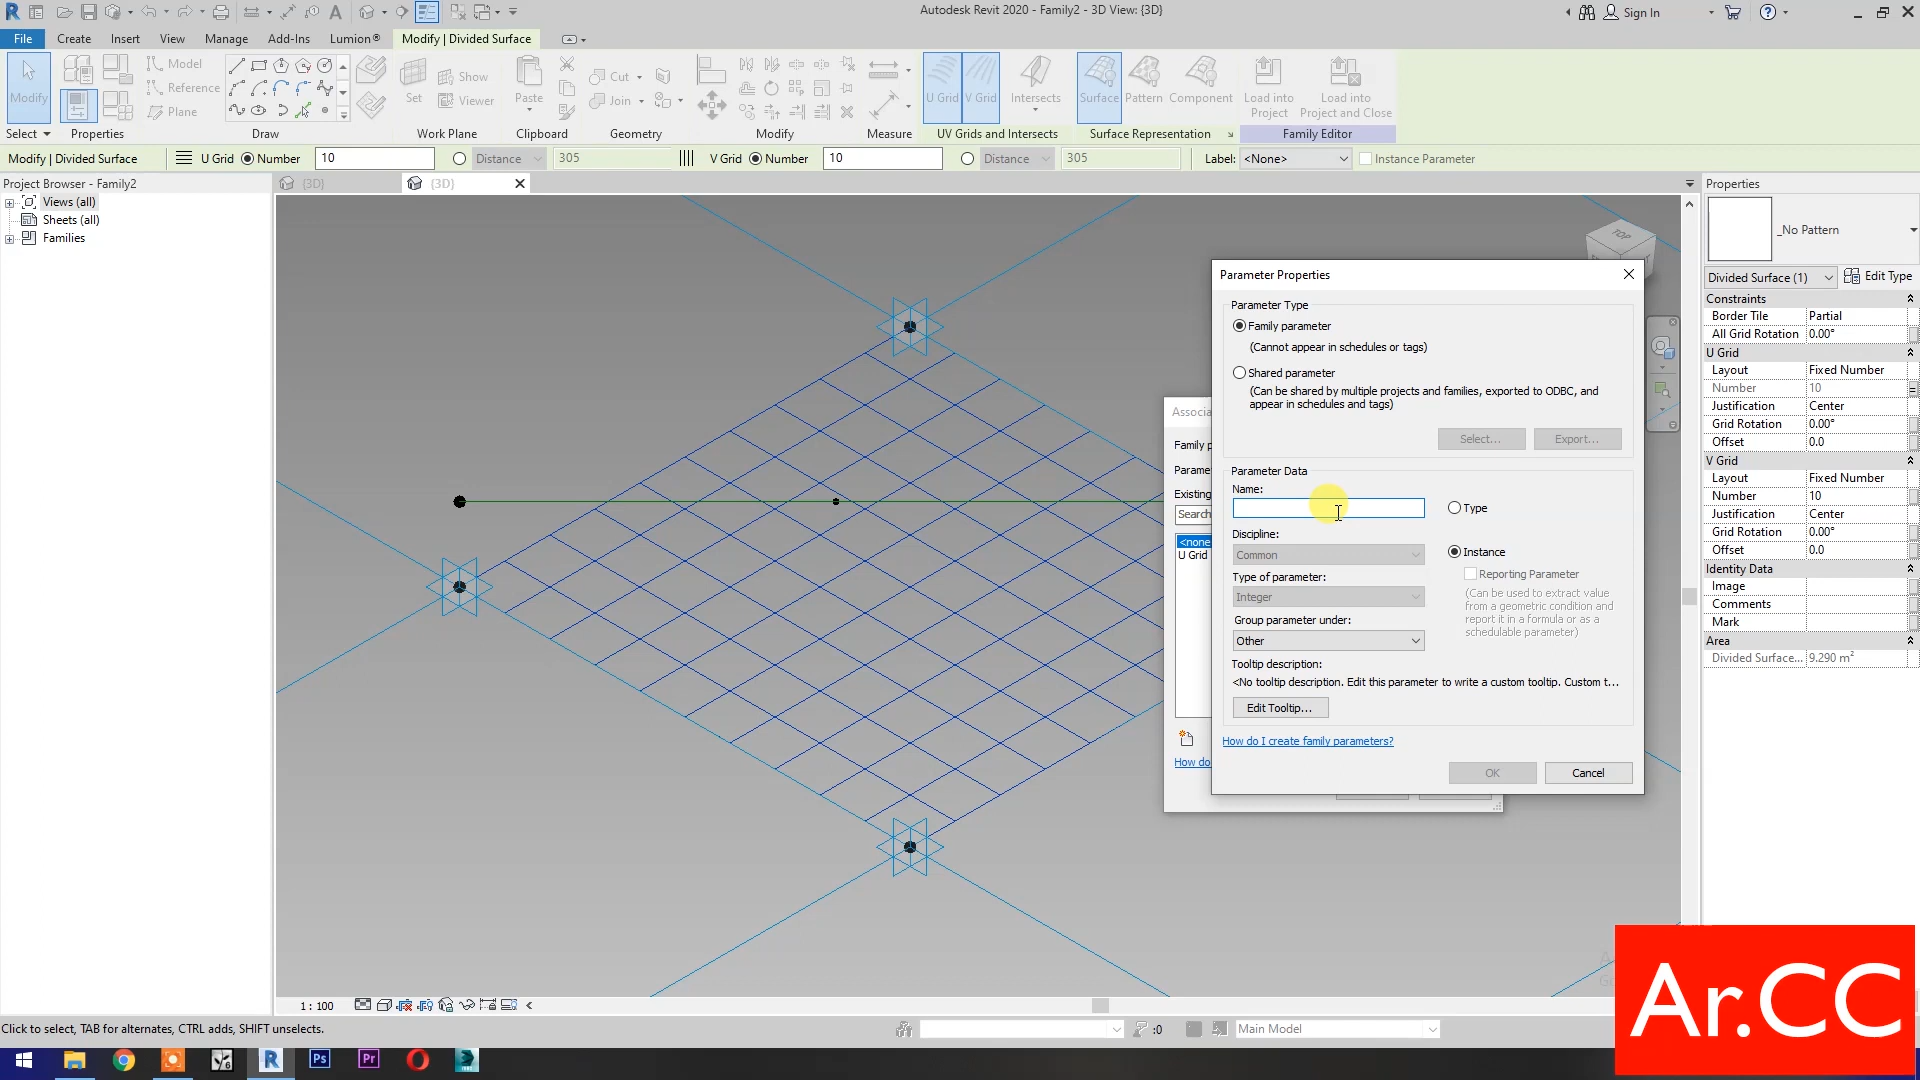 Autodesk Revit 2020 - Family2 - 3D View: {3D}
Sign In
File Create Insert View Manage Add-Ins Lumion® Modify | Divided Surface
Modify
Model
Reference
Plane
Set
Show
Viewer
Paste
Cut
Join
U Grid V Grid Intersects
Surface Pattern Component
Load into Project
Load into Project and Close
Select Properties Draw Work Plane Clipboard Geometry Modify Measure UV Grids and Intersects Surface Representation Family Editor
Modify | Divided Surface U Grid Number 10 Distance 305 V Grid Number 10 Distance 305 Label: <None> Instance Parameter
Project Browser - Family2
Views (all)
Sheets (all)
Families
{3D}
{3D}
TOP
Associa
Family p
Parame
Existing
Search
<none
U Grid
How do
Parameter Properties
Parameter Type
Family parameter
(Cannot appear in schedules or tags)
Shared parameter
(Can be shared by multiple projects and families, exported to ODBC, and
appear in schedules and tags)
Select... Export...
Parameter Data
Name:
Type
Discipline:
Common
Instance
Type of parameter:
Reporting Parameter
Integer
(Can be used to extract value
from a geometric condition and
report it in a formula or as a
schedulable parameter)
Group parameter under:
Other
Tooltip description:
<No tooltip description. Edit this parameter to write a custom tooltip. Custom t...
Edit Tooltip...
How do I create family parameters?
OK Cancel
Properties
_No Pattern
Divided Surface (1) Edit Type
Constraints
Border Tile Partial
All Grid Rotation 0.00°
U Grid
Layout Fixed Number
Number 10
Justification Center
Grid Rotation 0.00°
Offset 0.0
V Grid
Layout Fixed Number
Number 10
Justification Center
Grid Rotation 0.00°
Offset 0.0
Identity Data
Image
Comments
Mark
Area
Divided Surface... 9.290 m²
1 : 100
Click to select, TAB for alternates, CTRL adds, SHIFT unselects.
:0
Main Model
Ar.CC
R Ps Pr